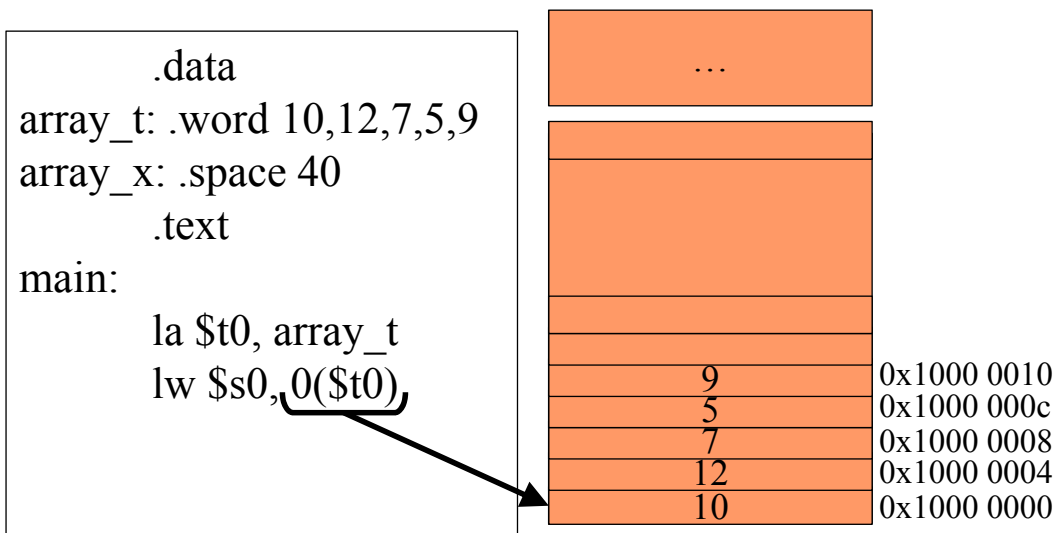 .data
array_t: .word 10,12,7,5,9
array_x: .space 40
.text
main:
la $t0, array_t
lw $s0, 0($t0)
…
9 0x1000 0010
5 0x1000 000c
7 0x1000 0008
12 0x1000 0004
10 0x1000 0000